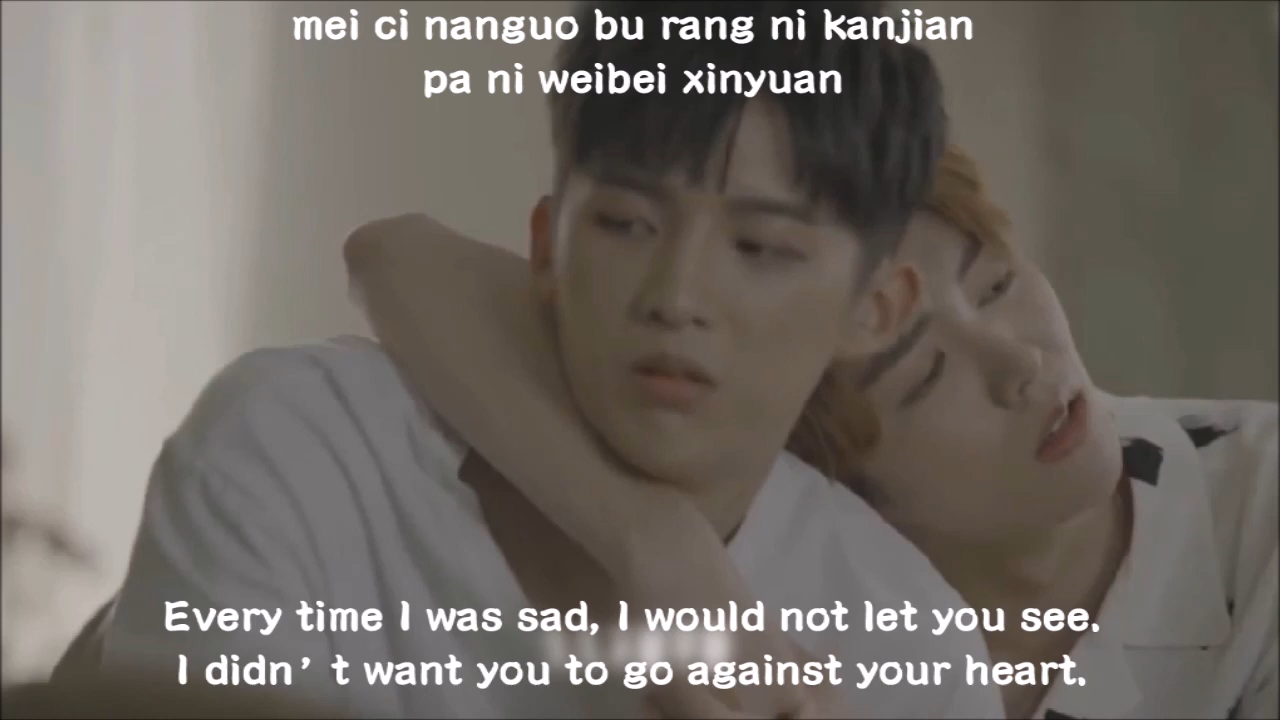 mei ci nanguo bu rang ni kanjian
pa ni weibei xinyuan
Every time I was sad, I would not let you see.
I didn’t want you to go against your heart.